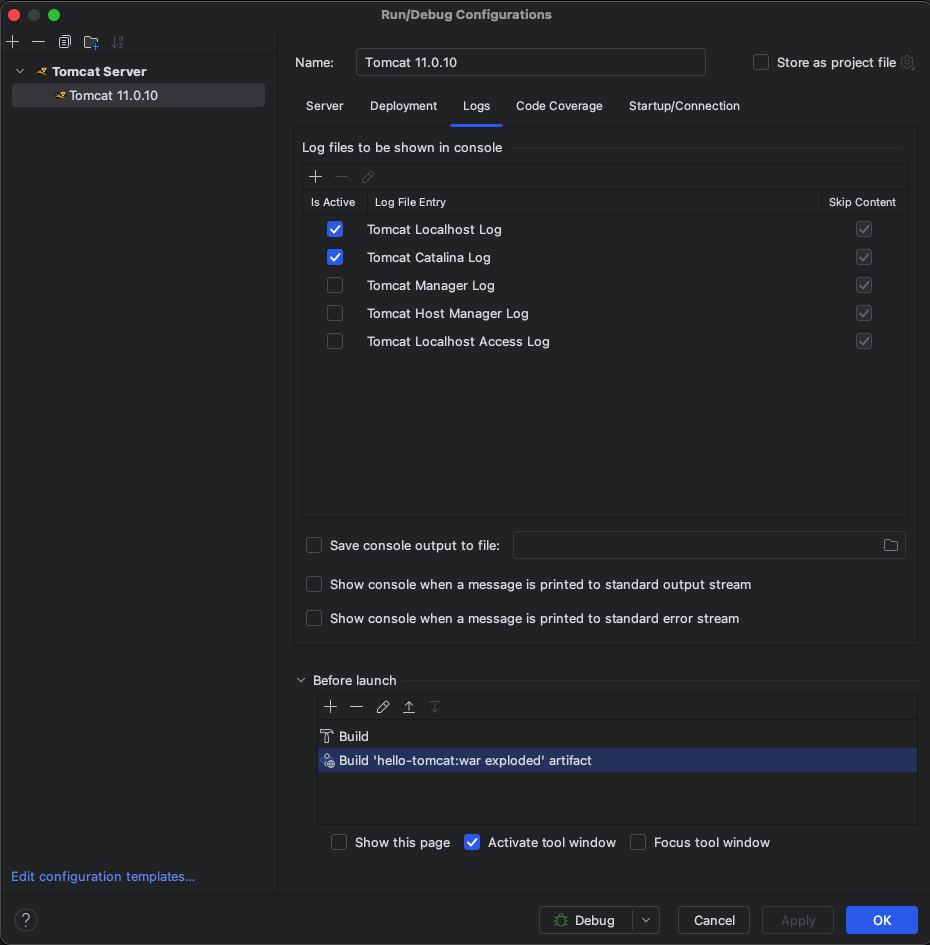 Run/Debug Configurations
Tomcat Server
Tomcat 11.0.10
Name:
Tomcat 11.0.10
Store as project file
Server
Deployment
Logs
Code Coverage
Startup/Connection
Log files to be shown in console
Is Active
Log File Entry
Skip Content
Tomcat Localhost Log
Tomcat Catalina Log
Tomcat Manager Log
Tomcat Host Manager Log
Tomcat Localhost Access Log
Save console output to file:
Show console when a message is printed to standard output stream
Show console when a message is printed to standard error stream
Before launch
Build
Build 'hello-tomcat:war exploded' artifact
Show this page
Activate tool window
Focus tool window
Edit configuration templates...
?
Debug
Cancel
Apply
OK